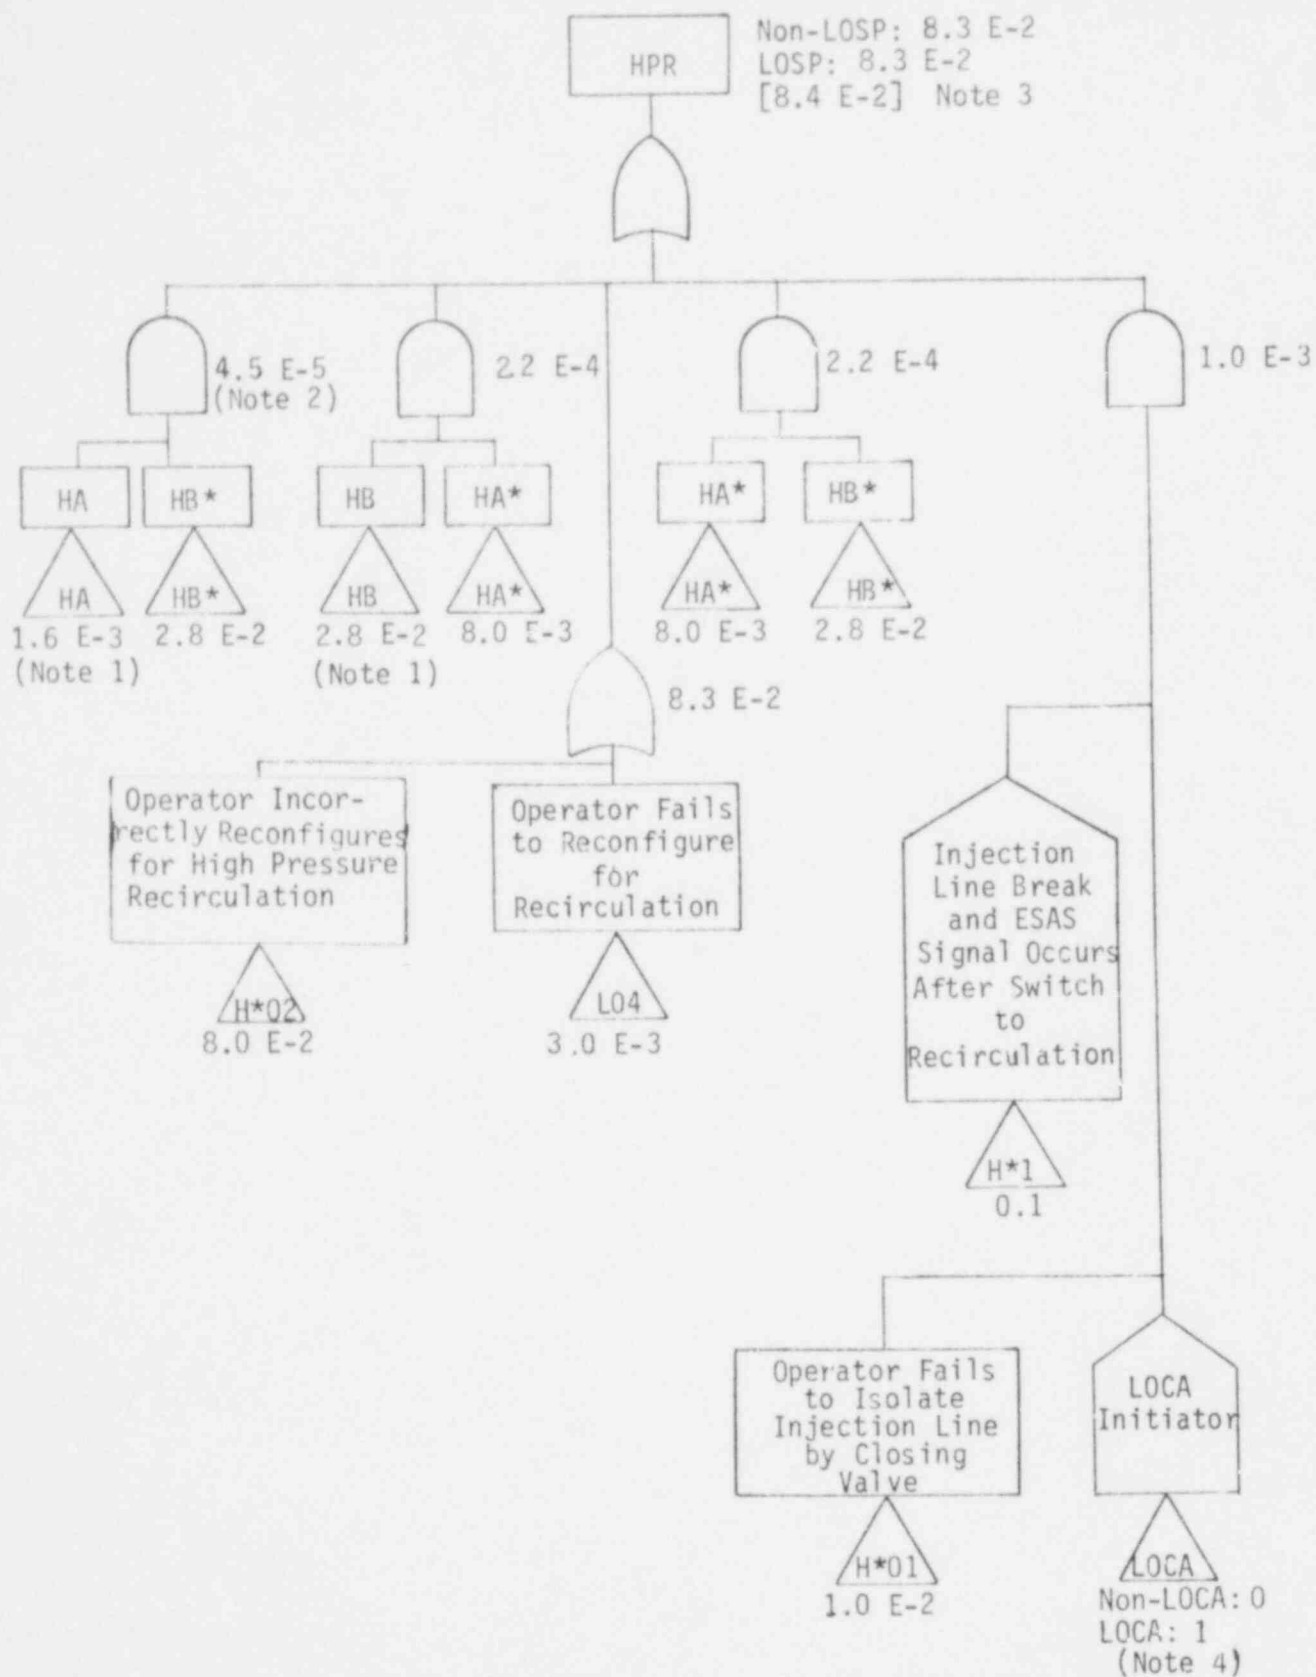 HPR
Non-LOSP: 8.3 E-2
LOSP: 8.3 E-2
[8.4 E-2] Note 3
4.5 E-5
(Note 2)
2.2 E-4
2.2 E-4
1.0 E-3
HA
HB*
HB
HA*
HA*
HB*
HA
HB*
HB
HA*
HA*
HB*
1.6 E-3
(Note 1)
2.8 E-2
2.8 E-2
(Note 1)
8.0 E-3
8.0 E-3
2.8 E-2
8.3 E-2
Operator Incor-
rectly Reconfigures
for High Pressure
Recirculation
H*02
8.0 E-2
Operator Fails
to Reconfigure
for
Recirculation
L04
3.0 E-3
Injection
Line Break
and ESAS
Signal Occurs
After Switch
to
Recirculation
H*1
0.1
Operator Fails
to Isolate
Injection Line
by Closing
Valve
H*01
1.0 E-2
LOCA
Initiator
LOCA
Non-LOCA: 0
LOCA: 1
(Note 4)